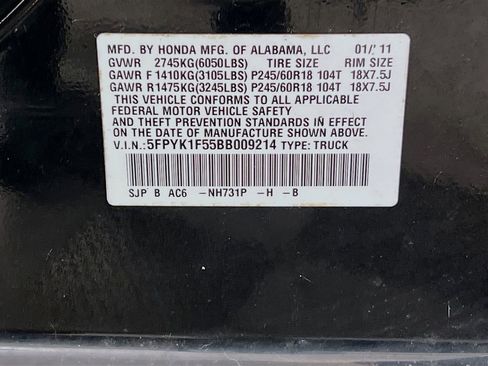 MFD. BY HONDA MFG. OF ALABAMA, LLC 01/'11
GVWR 2745KG(6050LBS) TIRE SIZE RIM SIZE
GAWR F 1410KG(3105LBS) P245/60R18 104T 18X7.5J
GAWR R 1475KG(3245LBS) P245/60R18 104T 18X7.5J
THIS VEHICLE CONFORMS TO ALL APPLICABLE
FEDERAL MOTOR VEHICLE SAFETY
AND THEFT PREVENTION STANDARDS IN EFFECT
ON THE DATE OF MANUFACTURE SHOWN ABOVE.
V.I.N.: 5FPYK1F55BB009214 TYPE: TRUCK
SJP B AC6 -NH731P -H -B